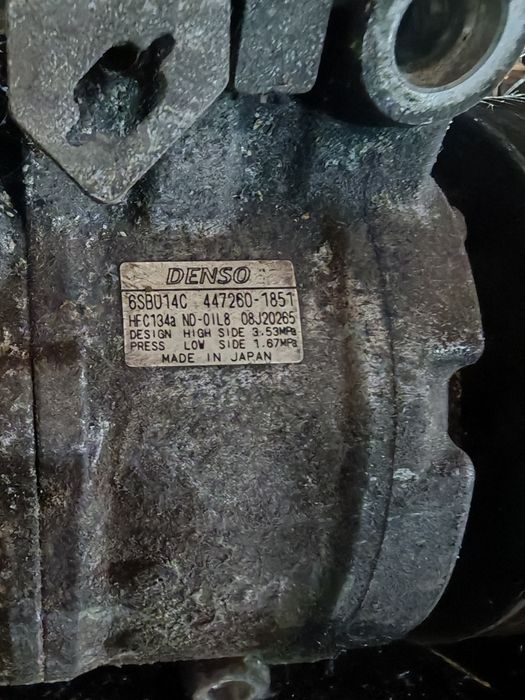 DENSO
6SBU14C 447260-1851
HFC134a ND-OIL8 08J20265
DESIGN HIGH SIDE 3.53MPa
PRESS LOW SIDE 1.67MPa
MADE IN JAPAN